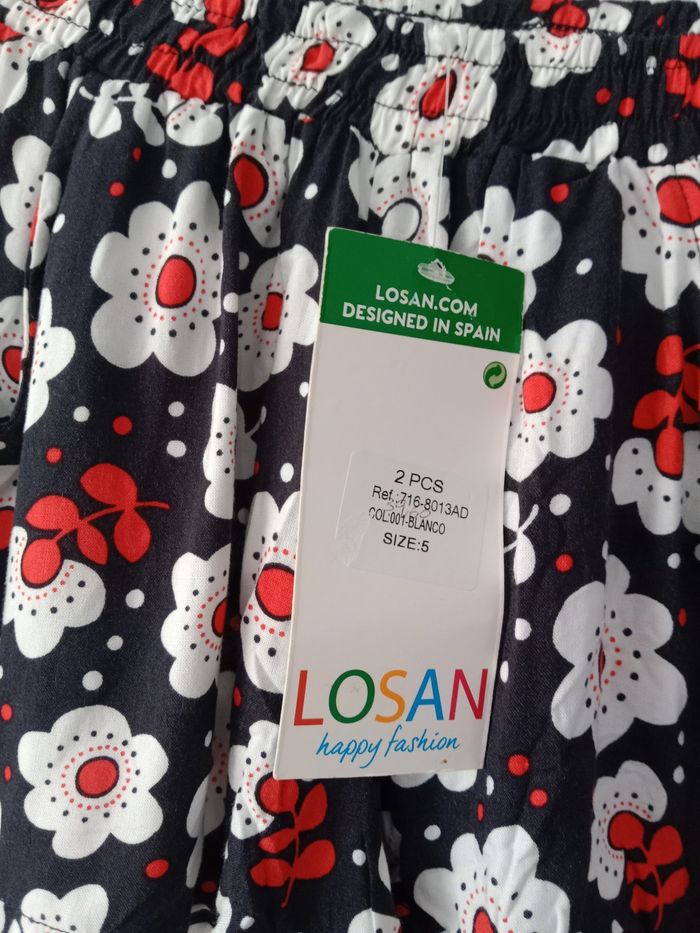 LOSAN.COM
DESIGNED IN SPAIN
2 PCS
Ref.:716-8013AD
COL:001-BLANCO
SIZE:5
LOSAN
happy fashion